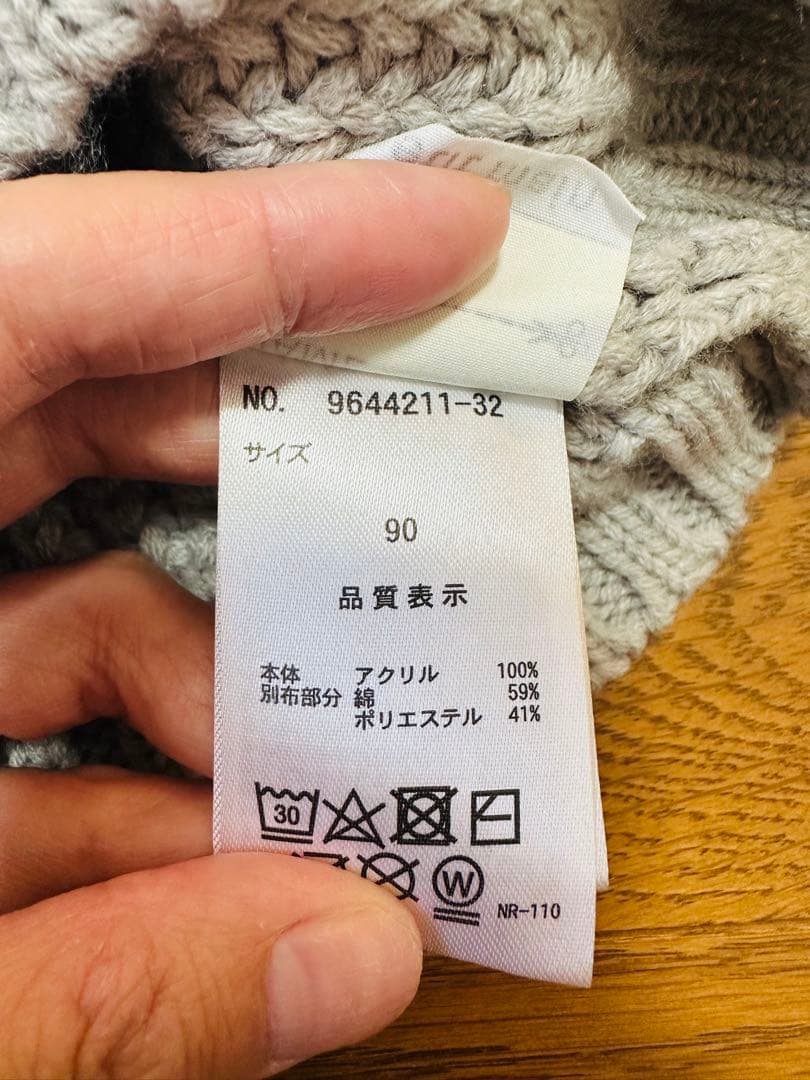 NO. 9644211-32
サイズ
90
品質表示
本体 アクリル 100%
別布部分 綿 59%
ポリエステル 41%
30
W
NR-110